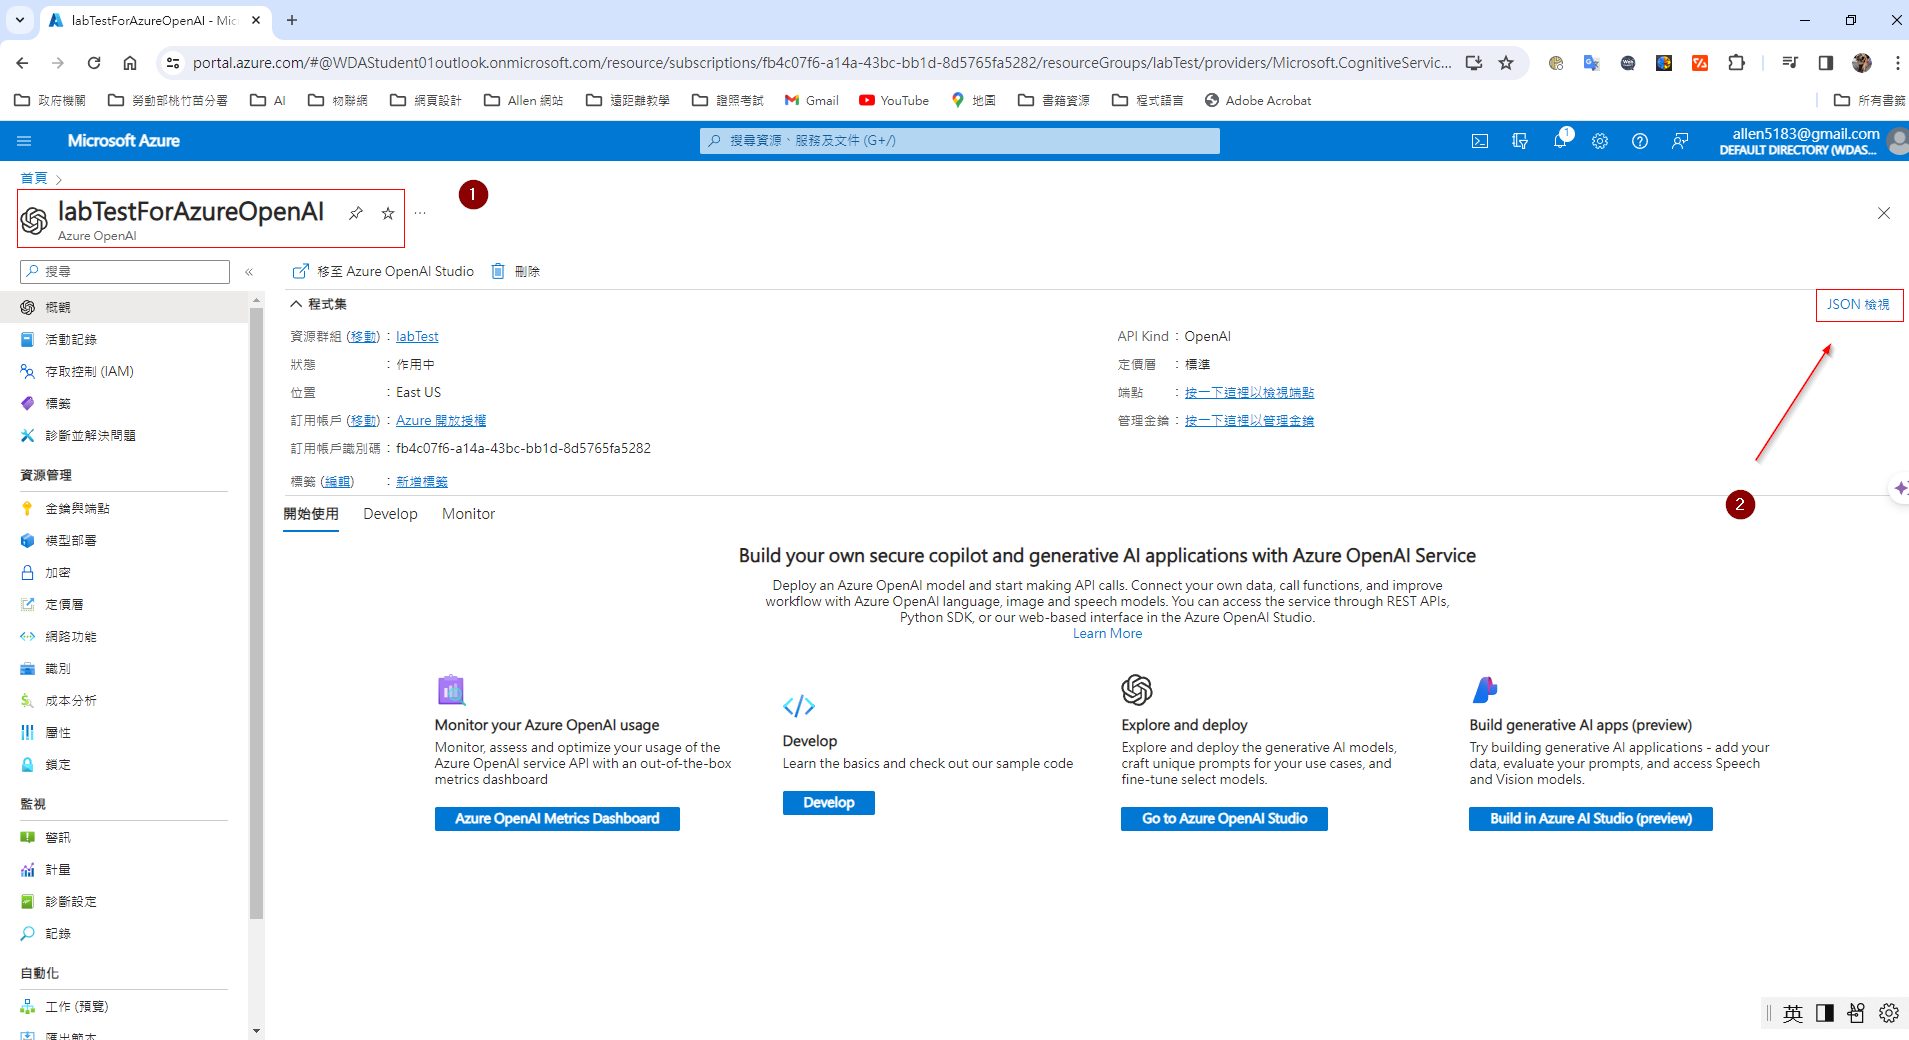 labTestForAzureOpenAI - Mic
portal.azure.com/#@WDAStudent01outlook.onmicrosoft.com/resource/subscriptions/fb4c07f6-a14a-43bc-bb1d-8d5765fa5282/resourceGroups/labTest/providers/Microsoft.CognitiveServic...
政府機關 勞動部桃竹苗分署 AI 物聯網 網頁設計 Allen 網站 遠距離教學 證照考試 Gmail YouTube 地圖 書籍資源 程式語言 Adobe Acrobat 所有書籤
Microsoft Azure
搜尋資源、服務及文件 (G+/)
1
allen5183@gmail.com
DEFAULT DIRECTORY (WDAS...
首頁
labTestForAzureOpenAI
Azure OpenAI
1
搜尋
移至 Azure OpenAI Studio 刪除
概觀
活動記錄
存取控制 (IAM)
標籤
診斷並解決問題
資源管理
金鑰與端點
模型部署
加密
定價層
網路功能
識別
成本分析
屬性
鎖定
監視
警訊
計量
診斷設定
記錄
自動化
工作 (預覽)
匯出範本
程式集
JSON 檢視
資源群組 (移動) : labTest
狀態 : 作用中
位置 : East US
訂用帳戶 (移動) : Azure 開放授權
訂用帳戶識別碼 : fb4c07f6-a14a-43bc-bb1d-8d5765fa5282
標籤 (編輯) : 新增標籤
API Kind : OpenAI
定價層 : 標準
端點 : 按一下這裡以檢視端點
管理金鑰 : 按一下這裡以管理金鑰
2
開始使用 Develop Monitor
Build your own secure copilot and generative AI applications with Azure OpenAI Service
Deploy an Azure OpenAI model and start making API calls. Connect your own data, call functions, and improve
workflow with Azure OpenAI language, image and speech models. You can access the service through REST APIs,
Python SDK, or our web-based interface in the Azure OpenAI Studio.
Learn More
Monitor your Azure OpenAI usage
Monitor, assess and optimize your usage of the
Azure OpenAI service API with an out-of-the-box
metrics dashboard
Azure OpenAI Metrics Dashboard
Develop
Learn the basics and check out our sample code
Develop
Explore and deploy
Explore and deploy the generative AI models,
craft unique prompts for your use cases, and
fine-tune select models.
Go to Azure OpenAI Studio
Build generative AI apps (preview)
Try building generative AI applications - add your
data, evaluate your prompts, and access Speech
and Vision models.
Build in Azure AI Studio (preview)
英